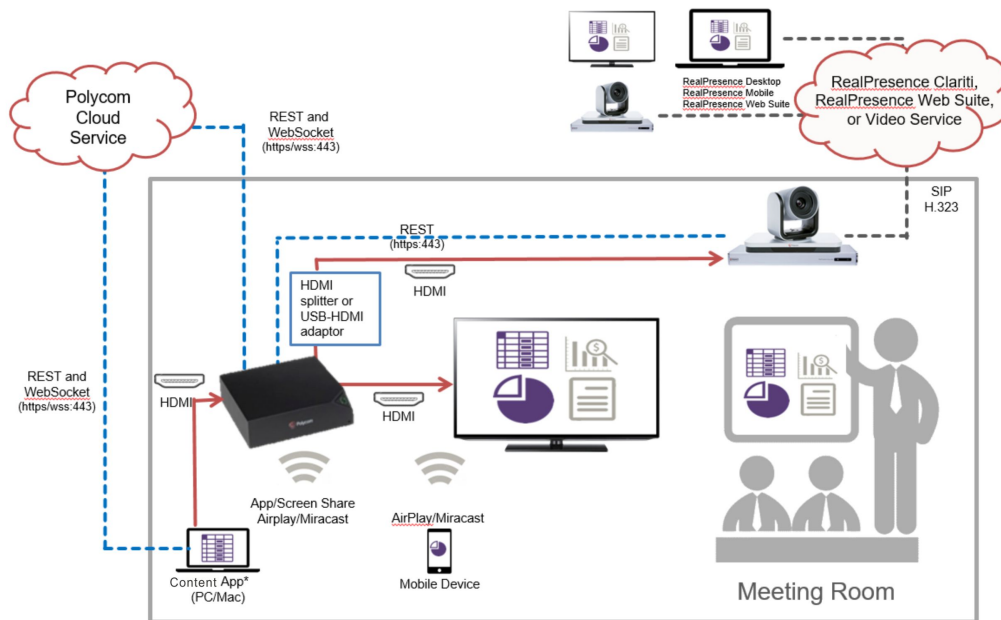 Polycom
Cloud
Service
REST and
WebSocket
(https/wss:443)
RealPresence Desktop
RealPresence Mobile
RealPresence Web Suite
RealPresence Clariti,
RealPresence Web Suite,
or Video Service
SIP
H.323
REST
(https:443)
HDMI
HDMI
splitter or
USB-HDMI
adaptor
REST and
WebSocket
(https/wss:443)
HDMI
HDMI
Polycom
App/Screen Share
Airplay/Miracast
AirPlay/Miracast
Content App*
(PC/Mac)
Mobile Device
Meeting Room